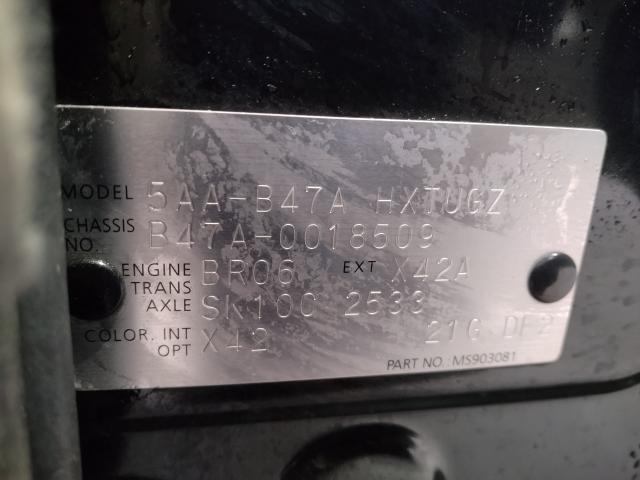 MODEL 5AA-B47A HXTUGZ
CHASSIS NO. B47A-0018509
ENGINE BR06 EXT X42A
TRANS AXLE SK10C 2533
COLOR. INT OPT X42 21G DF2
PART NO.: MS903081